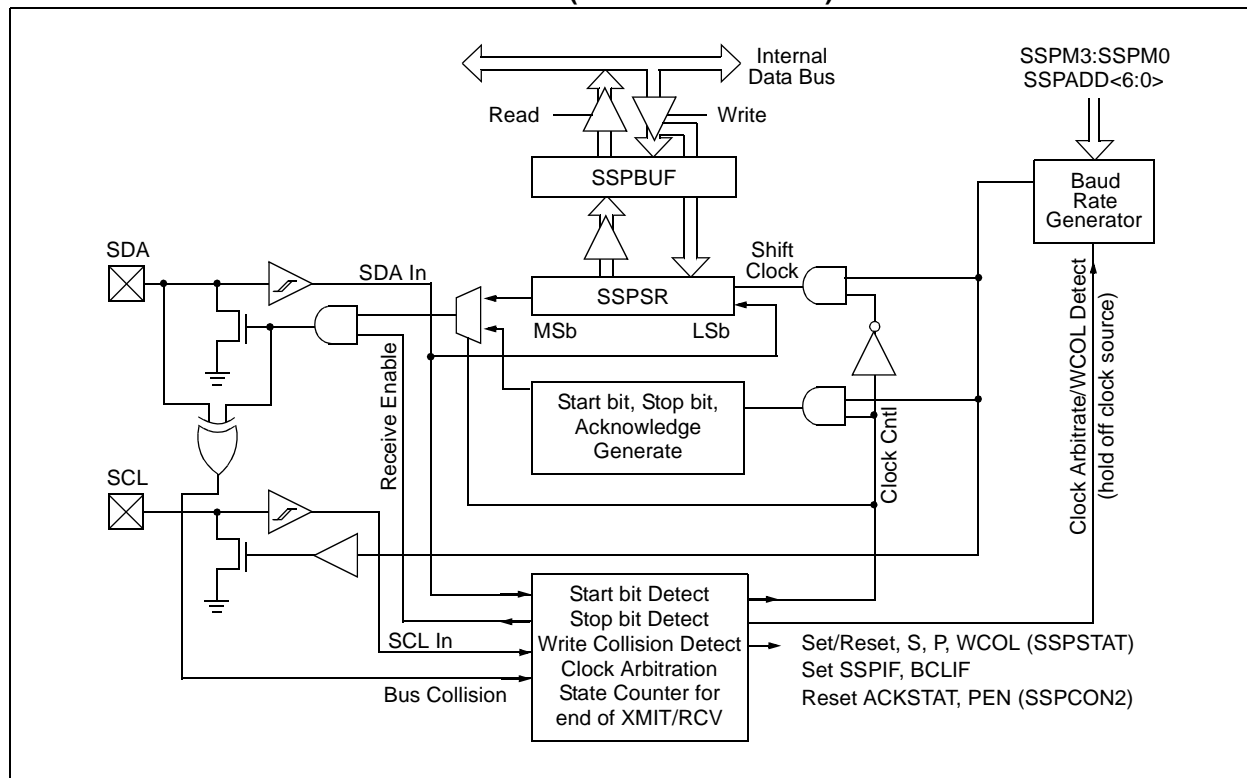 Internal
Data Bus
SSPM3:SSPM0
SSPADD<6:0>
Read
Write
SSPBUF
Baud
Rate
Generator
SDA
SDA In
Shift
Clock
SSPSR
MSb
LSb
Receive Enable
Start bit, Stop bit,
Acknowledge
Generate
Clock Cntl
Clock Arbitrate/WCOL Detect
(hold off clock source)
SCL
SCL In
Bus Collision
Start bit Detect
Stop bit Detect
Write Collision Detect
Clock Arbitration
State Counter for
end of XMIT/RCV
Set/Reset, S, P, WCOL (SSPSTAT)
Set SSPIF, BCLIF
Reset ACKSTAT, PEN (SSPCON2)